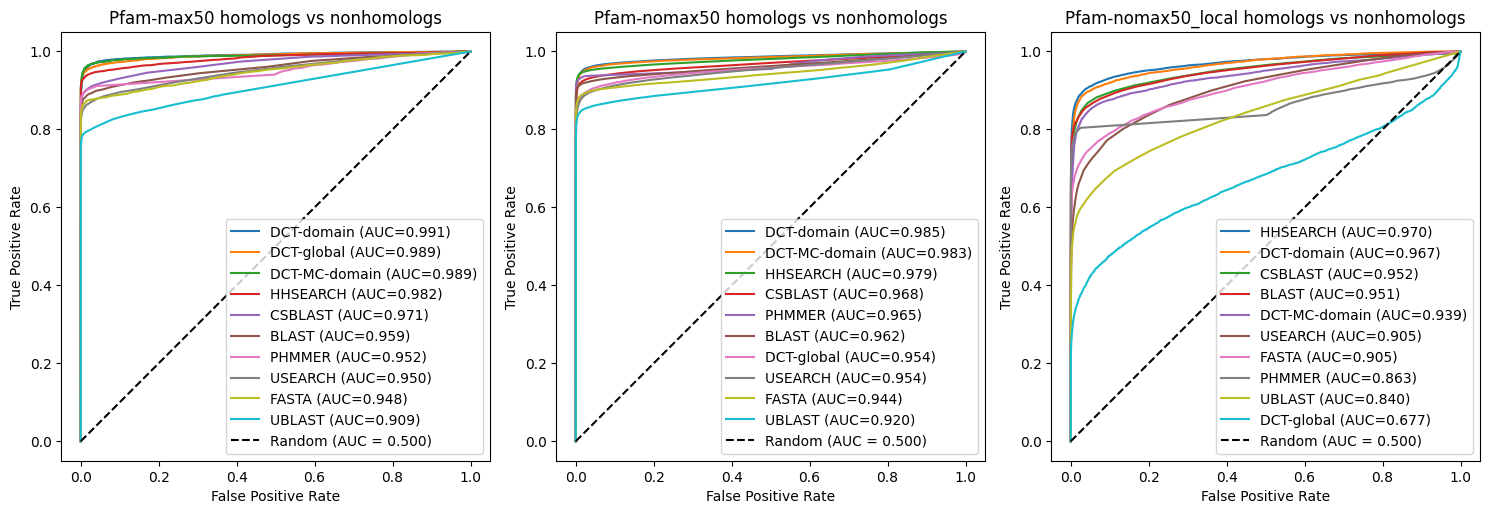 Pfam-max50 homologs vs nonhomologs
1.0
0.8
0.6
0.4
0.2
0.0
True Positive Rate
DCT-domain (AUC=0.991)
DCT-global (AUC=0.989)
DCT-MC-domain (AUC=0.989)
HHSEARCH (AUC=0.982)
CSBLAST (AUC=0.971)
BLAST (AUC=0.959)
PHMMER (AUC=0.952)
USEARCH (AUC=0.950)
FASTA (AUC=0.948)
UBLAST (AUC=0.909)
Random (AUC = 0.500)
0.0 0.2 0.4 0.6 0.8 1.0
False Positive Rate
Pfam-nomax50 homologs vs nonhomologs
1.0
0.8
0.6
0.4
0.2
0.0
True Positive Rate
DCT-domain (AUC=0.985)
DCT-MC-domain (AUC=0.983)
HHSEARCH (AUC=0.979)
CSBLAST (AUC=0.968)
PHMMER (AUC=0.965)
BLAST (AUC=0.962)
DCT-global (AUC=0.954)
USEARCH (AUC=0.954)
FASTA (AUC=0.944)
UBLAST (AUC=0.920)
Random (AUC = 0.500)
0.0 0.2 0.4 0.6 0.8 1.0
False Positive Rate
Pfam-nomax50_local homologs vs nonhomologs
1.0
0.8
0.6
0.4
0.2
0.0
True Positive Rate
HHSEARCH (AUC=0.970)
DCT-domain (AUC=0.967)
CSBLAST (AUC=0.952)
BLAST (AUC=0.951)
DCT-MC-domain (AUC=0.939)
USEARCH (AUC=0.905)
FASTA (AUC=0.905)
PHMMER (AUC=0.863)
UBLAST (AUC=0.840)
DCT-global (AUC=0.677)
Random (AUC = 0.500)
0.0 0.2 0.4 0.6 0.8 1.0
False Positive Rate